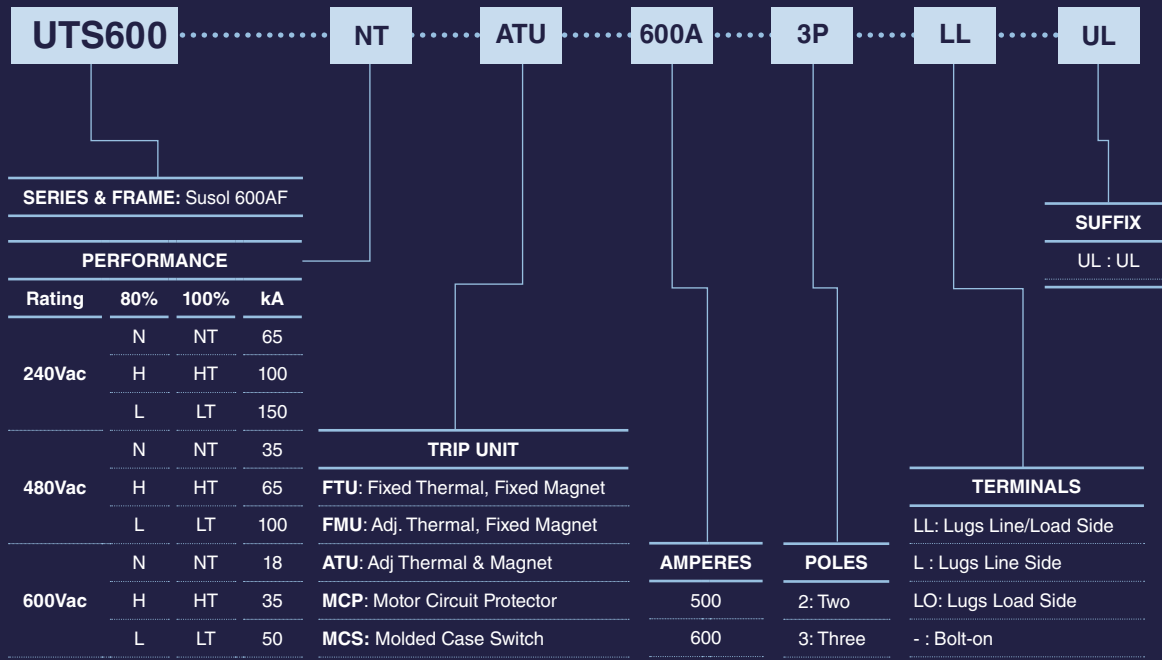 UTS600 NT ATU 600A 3P LL UL
SERIES & FRAME: Susol 600AF
PERFORMANCE
Rating 80% 100% kA
240Vac
N NT 65
H HT 100
L LT 150
480Vac
N NT 35
H HT 65
L LT 100
600Vac
N NT 18
H HT 35
L LT 50
TRIP UNIT
FTU: Fixed Thermal, Fixed Magnet
FMU: Adj. Thermal, Fixed Magnet
ATU: Adj Thermal & Magnet
MCP: Motor Circuit Protector
MCS: Molded Case Switch
AMPERES
500
600
POLES
2: Two
3: Three
TERMINALS
LL: Lugs Line/Load Side
L : Lugs Line Side
LO: Lugs Load Side
- : Bolt-on
SUFFIX
UL : UL